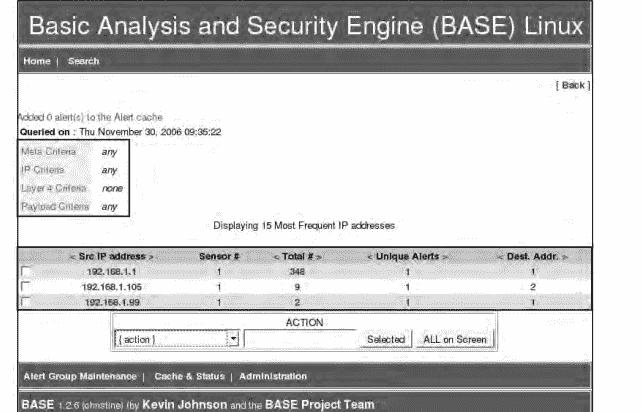 Basic Analysis and Security Engine (BASE) Linux
Home | Search
[ Back ]
Added 0 alert(s) to the Alert cache
Queried on : Thu November 30, 2006 09:35:22
Meta Criteria any
IP Criteria any
Layer 4 Criteria none
Payload Criteria any
Displaying 15 Most Frequent IP addresses
< Src IP address > Sensor # < Total # > < Unique Alerts > < Dest. Addr. >
192.168.1.1 1 348 1 1
192.168.1.105 1 9 1 2
192.168.1.99 1 2 1 1
ACTION
{ action } Selected ALL on Screen
Alert Group Maintenance | Cache & Status | Administration
BASE 1.2.6 (christine) (by Kevin Johnson and the BASE Project Team